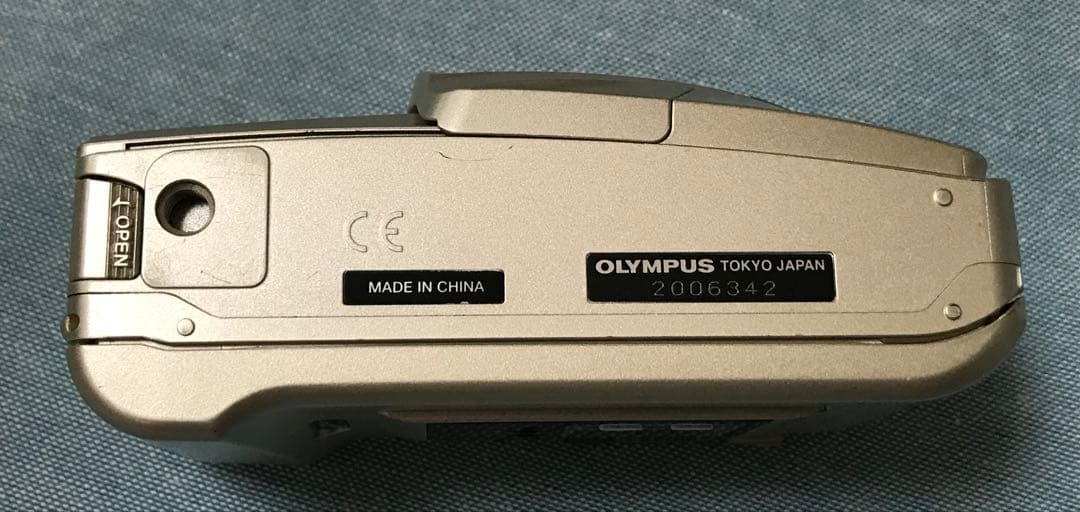 OPEN
CE
MADE IN CHINA
OLYMPUS TOKYO JAPAN
2006342